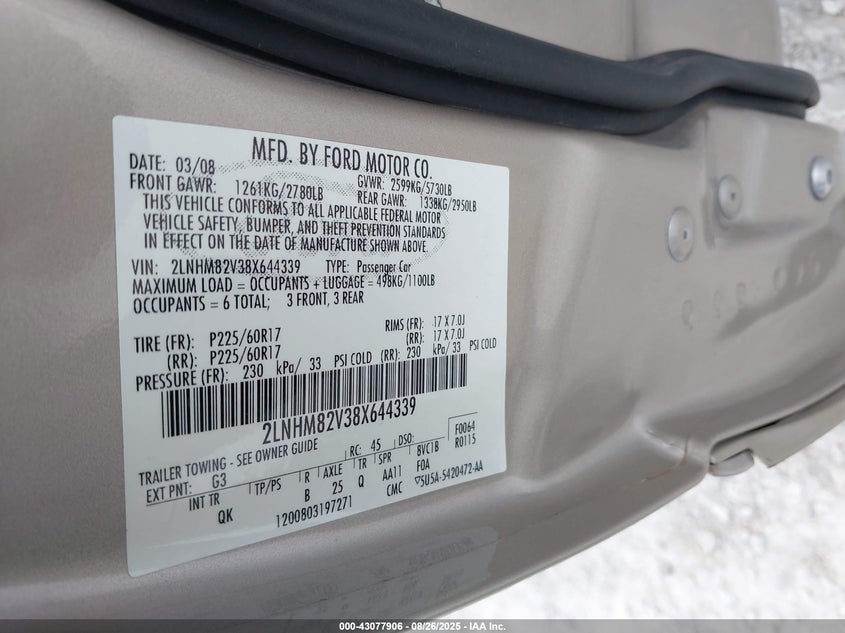 MFD. BY FORD MOTOR CO.
DATE: 03/08 GVWR: 2599KG/5730LB
FRONT GAWR: 1261KG/2780LB REAR GAWR: 1338KG/2950LB
THIS VEHICLE CONFORMS TO ALL APPLICABLE FEDERAL MOTOR
VEHICLE SAFETY, BUMPER, AND THEFT PREVENTION STANDARDS
IN EFFECT ON THE DATE OF MANUFACTURE SHOWN ABOVE.
VIN: 2LNHM82V38X644339 TYPE: Passenger Car
MAXIMUM LOAD = OCCUPANTS + LUGGAGE = 498KG/1100LB
OCCUPANTS = 6 TOTAL; 3 FRONT, 3 REAR
TIRE (FR): P225/60R17 RIMS (FR): 17 X 7.0J
(RR): P225/60R17 (RR): 17 X 7.0J
PRESSURE (FR): 230 kPa/ 33 PSI COLD (RR): 230 kPa/ 33 PSI COLD
2LNHM82V38X644339
TRAILER TOWING - SEE OWNER GUIDE RC: 45 DSO: F0064
R0115
EXT PNT: G3 INT TR TP/PS R AXLE TR SPR 8VC1B
QK B 25 Q AA11 FOA
1200803197271 CMC ▽5U5A-5420472-AA
000-43077906 - 08/26/2025 - IAA Inc.